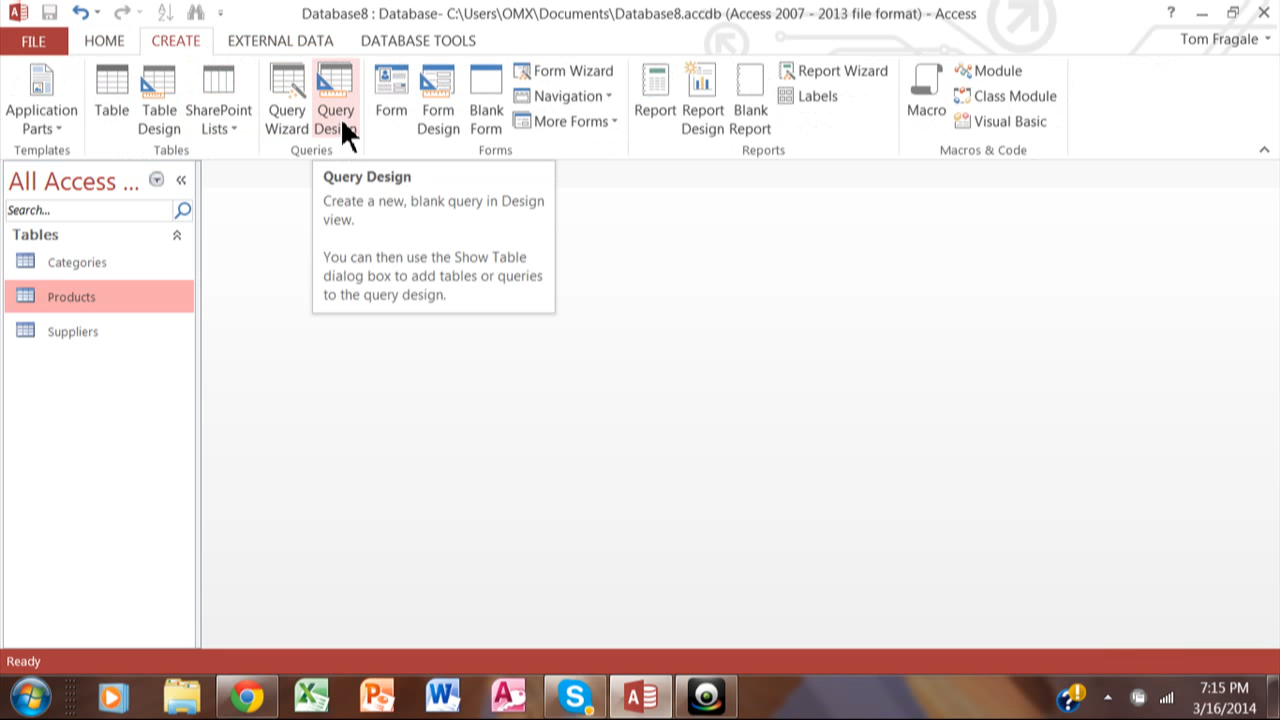 Database8 : Database- C:\Users\OMX\Documents\Database8.accdb (Access 2007 - 2013 file format) - Access
?
FILE HOME CREATE EXTERNAL DATA DATABASE TOOLS
Tom Fragale
Application Parts
Templates
Table
Table Design
SharePoint Lists
Tables
Query Wizard
Query Design
Queries
Form
Form Design
Blank Form
Form Wizard
Navigation
More Forms
Forms
Report
Report Design
Blank Report
Report Wizard
Labels
Reports
Macro
Module
Class Module
Visual Basic
Macros & Code
All Access ...
Search...
Tables
Categories
Products
Suppliers
Query Design
Create a new, blank query in Design
view.
You can then use the Show Table
dialog box to add tables or queries
to the query design.
Ready
7:15 PM
3/16/2014